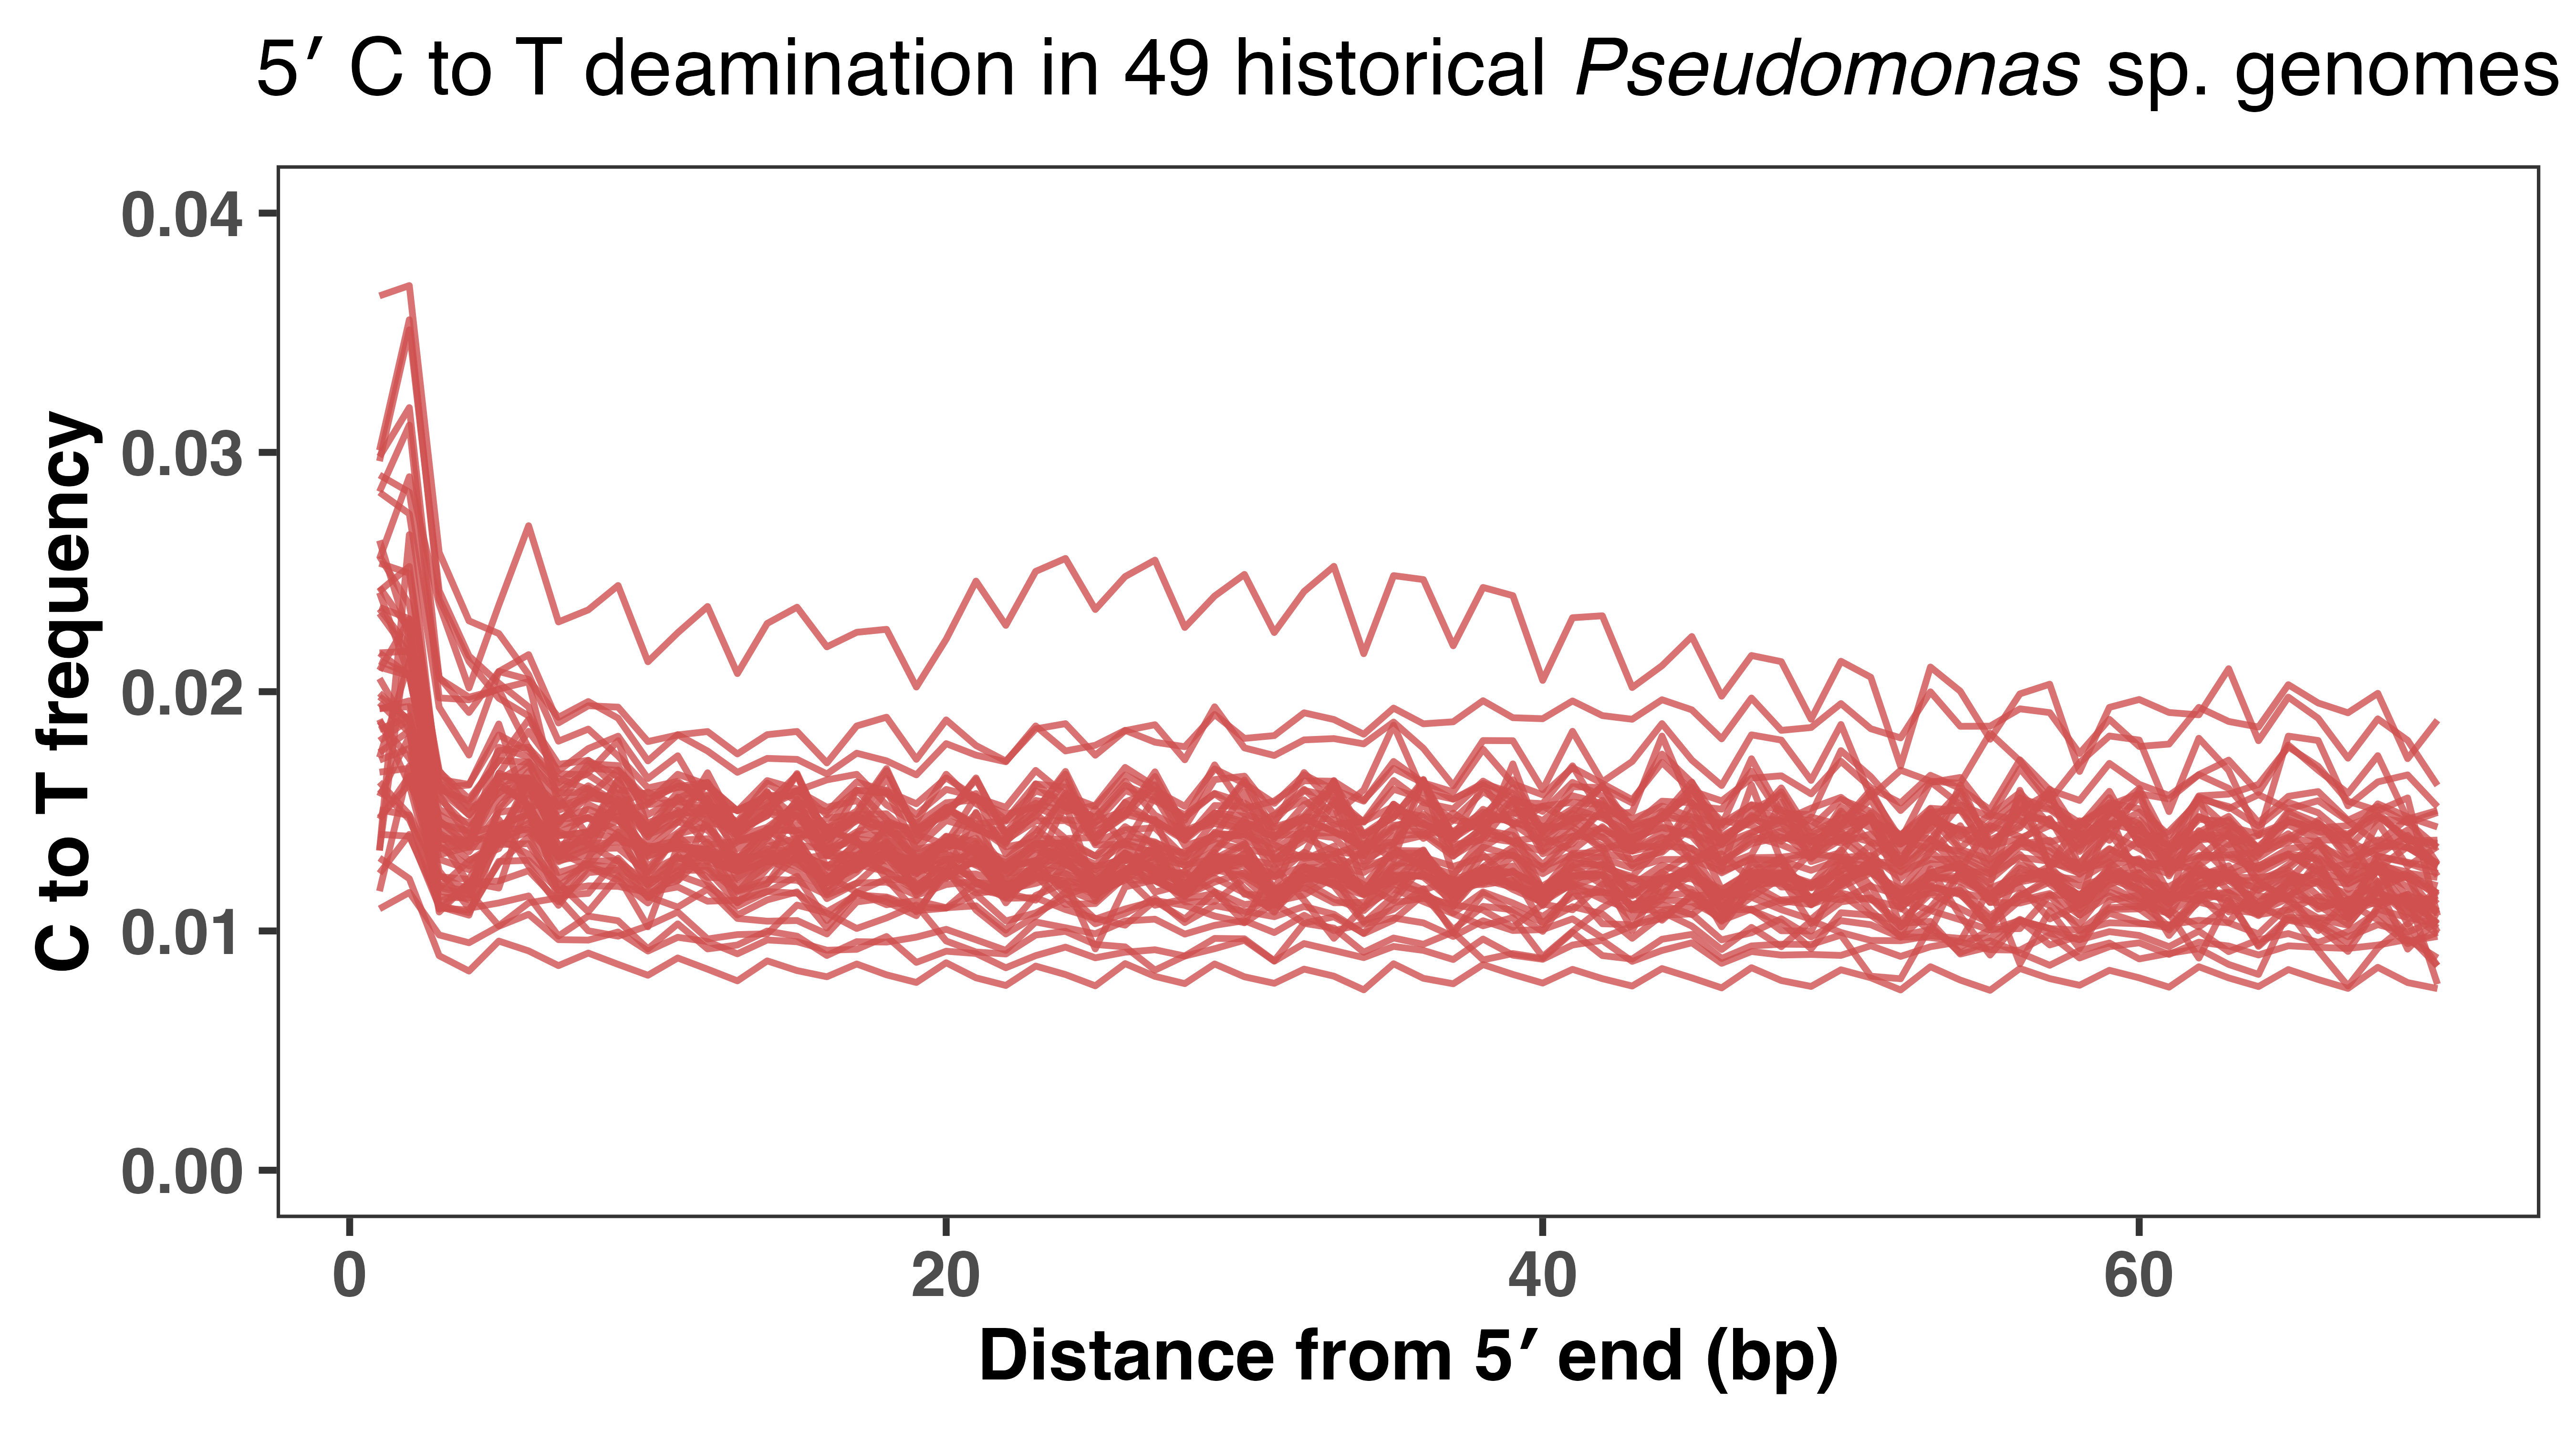 5′ C to T deamination in 49 historical Pseudomonas sp. genomes
C to T frequency
0.04
0.03
0.02
0.01
0.00
0 20 40 60
Distance from 5′ end (bp)